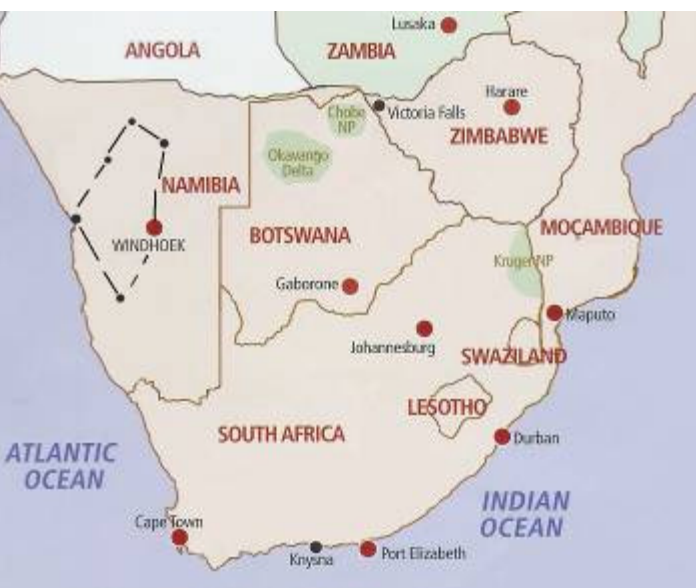 Lusaka
ANGOLA
ZAMBIA
Harare
Chobe
NP
Victoria Falls
ZIMBABWE
Okavango
Delta
NAMIBIA
MOÇAMBIQUE
BOTSWANA
WINDHOEK
Kruger NP
Gaborone
Maputo
Johannesburg
SWAZILAND
LESOTHO
SOUTH AFRICA
Durban
ATLANTIC
OCEAN
INDIAN
OCEAN
Cape Town
Knysna
Port Elizabeth